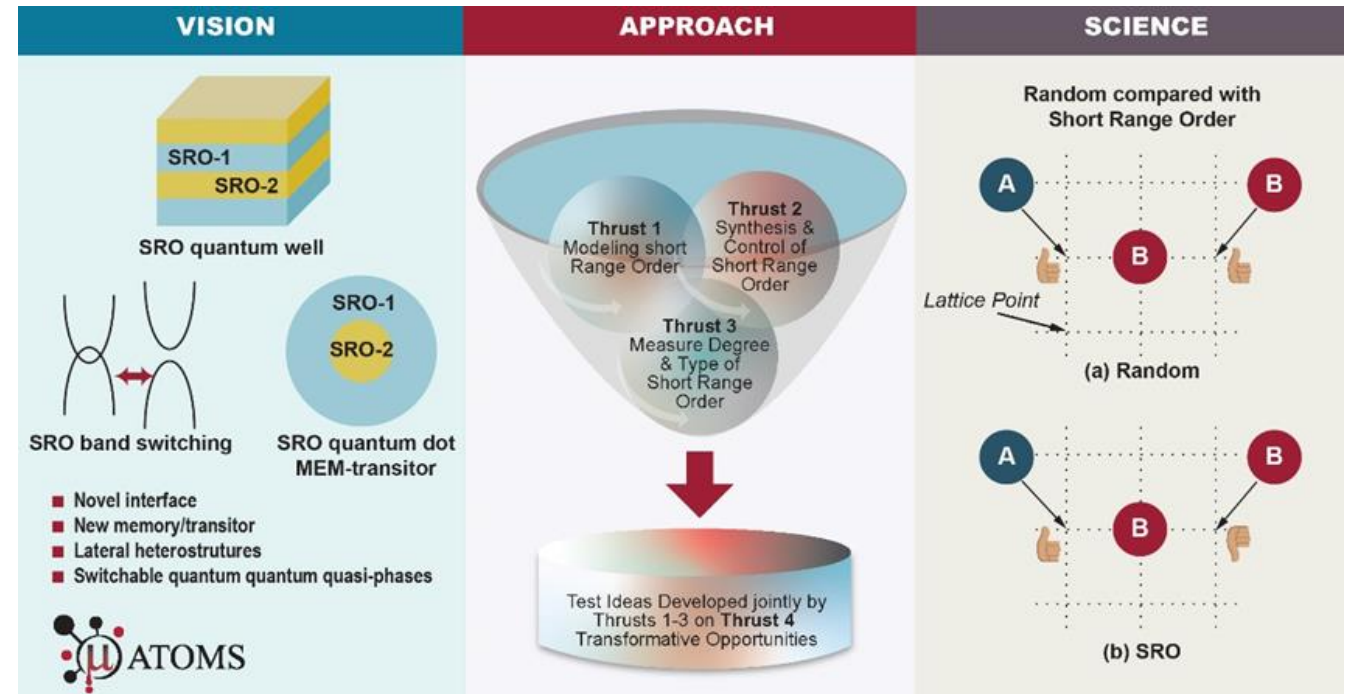 VISION
SRO-1
SRO-2
SRO quantum well
SRO-1
SRO-2
SRO band switching
SRO quantum dot
MEM-transitor
Novel interface
New memory/transitor
Lateral heterostrutures
Switchable quantum quantum quasi-phases
μ ATOMS
APPROACH
Thrust 1
Modeling short
Range Order
Thrust 2
Synthesis &
Control of
Short Range
Order
Thrust 3
Measure Degree
& Type of
Short Range
Order
Test Ideas Developed jointly by
Thrusts 1-3 on Thrust 4
Transformative Opportunities
SCIENCE
Random compared with
Short Range Order
A
B
B
Lattice Point
(a) Random
A
B
B
(b) SRO